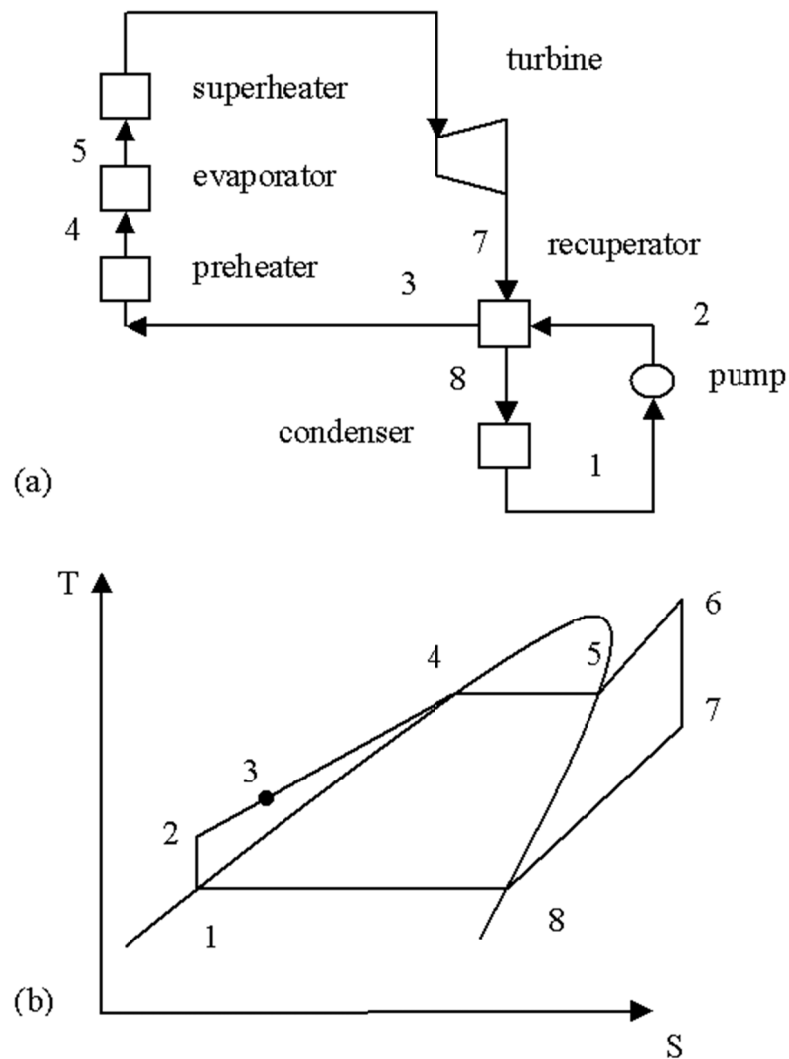 turbine
superheater
5
evaporator
4
7
recuperator
preheater
3
2
8
pump
condenser
1
(a)
T
6
4
5
7
3
2
1
8
(b)
S